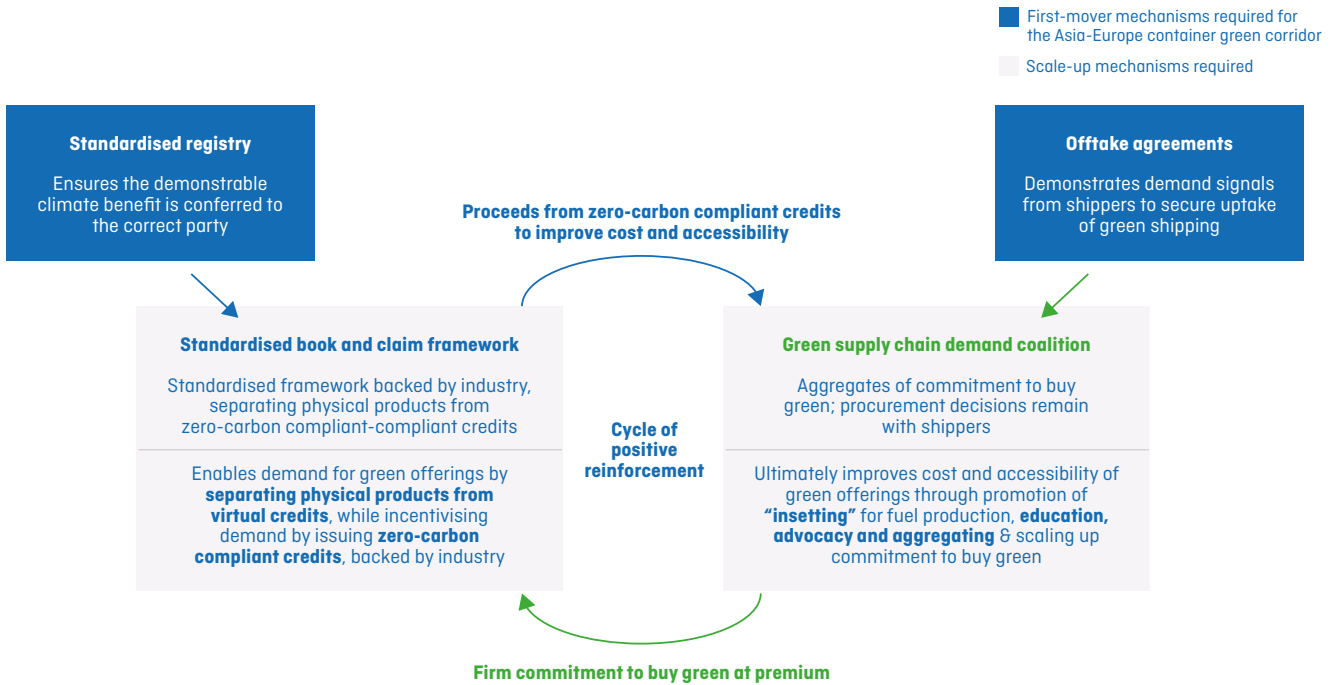 First-mover mechanisms required for
the Asia-Europe container green corridor
Scale-up mechanisms required
Standardised registry
Ensures the demonstrable
climate benefit is conferred to
the correct party
Offtake agreements
Demonstrates demand signals
from shippers to secure uptake
of green shipping
Proceeds from zero-carbon compliant credits
to improve cost and accessibility
Standardised book and claim framework
Standardised framework backed by industry,
separating physical products from
zero-carbon compliant-compliant credits
Enables demand for green offerings by
separating physical products from
virtual credits, while incentivising
demand by issuing zero-carbon
compliant credits, backed by industry
Cycle of
positive
reinforcement
Green supply chain demand coalition
Aggregates of commitment to buy
green; procurement decisions remain
with shippers
Ultimately improves cost and accessibility of
green offerings through promotion of
“insetting” for fuel production, education,
advocacy and aggregating & scaling up
commitment to buy green
Firm commitment to buy green at premium